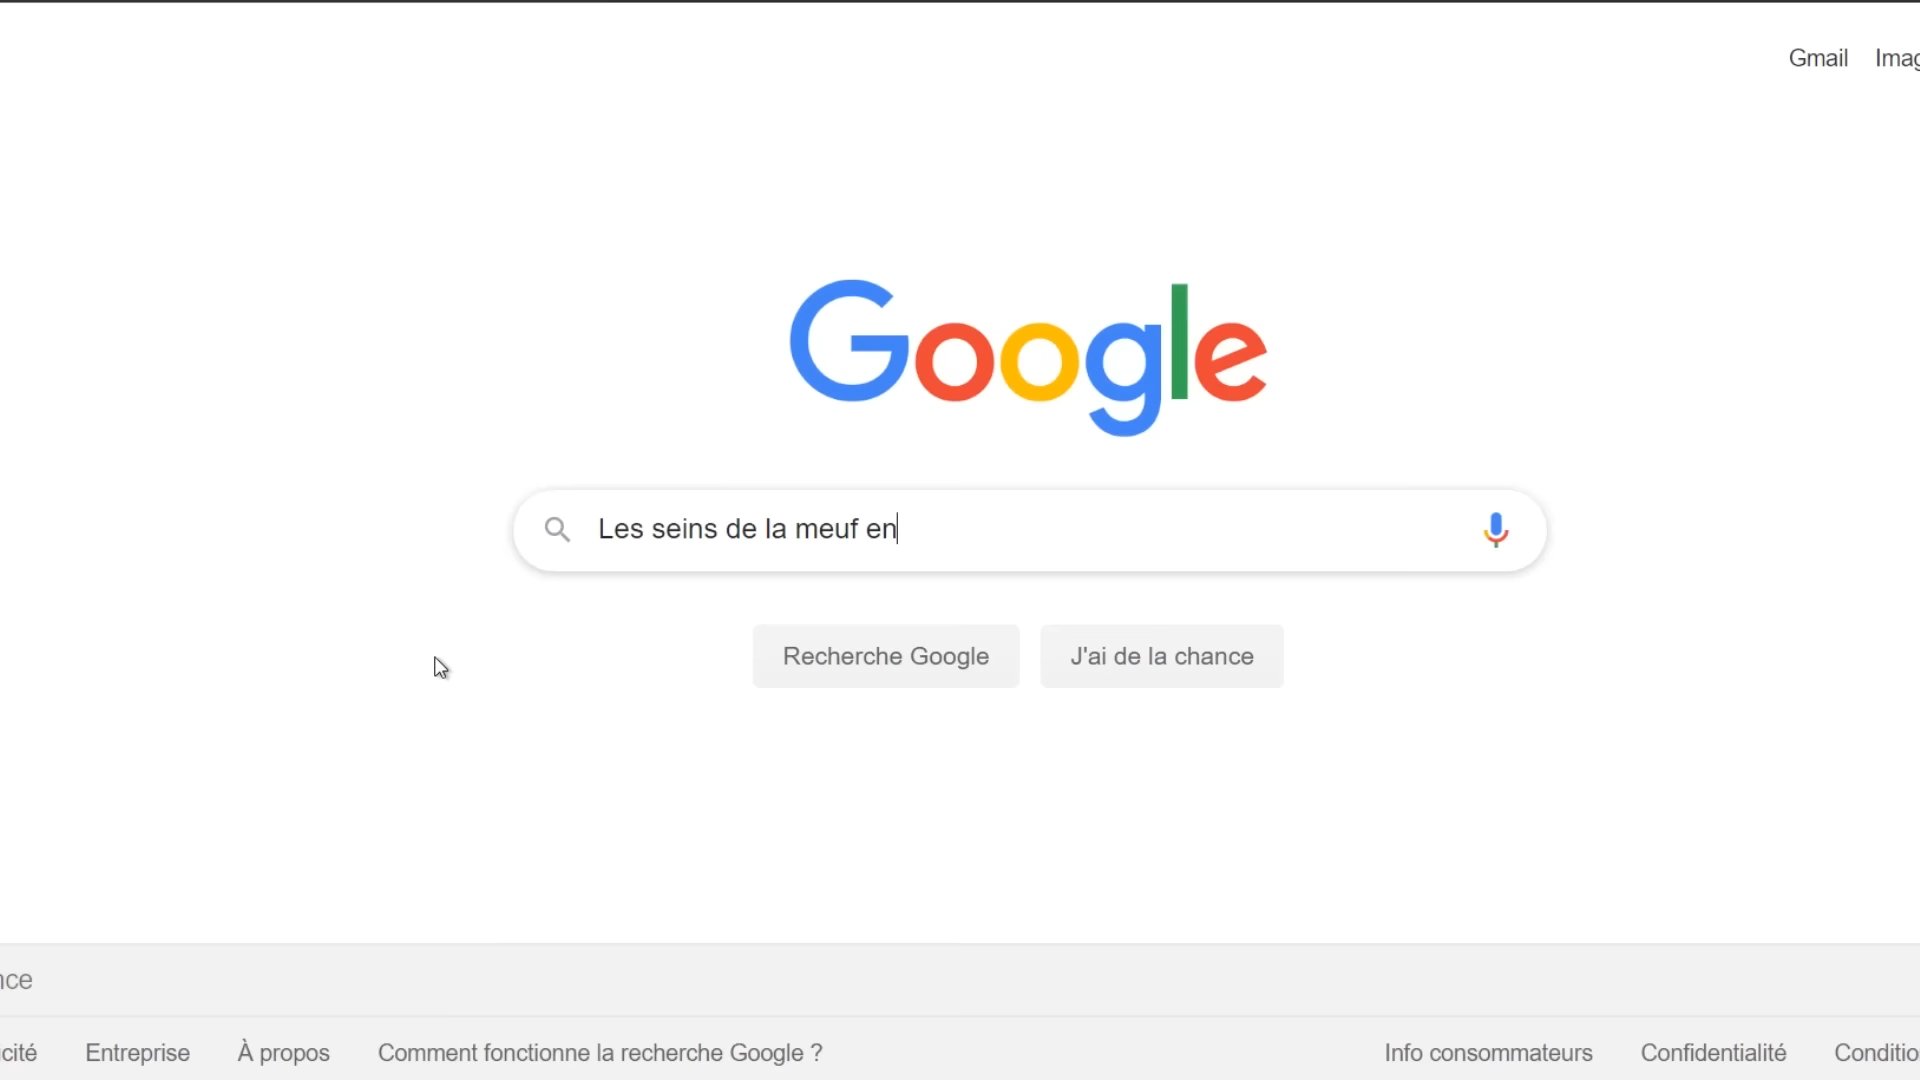 Gmail
Google
Les seins de la meuf en
Recherche Google
J'ai de la chance
Entreprise
À propos
Comment fonctionne la recherche Google ?
Info consommateurs
Confidentialité